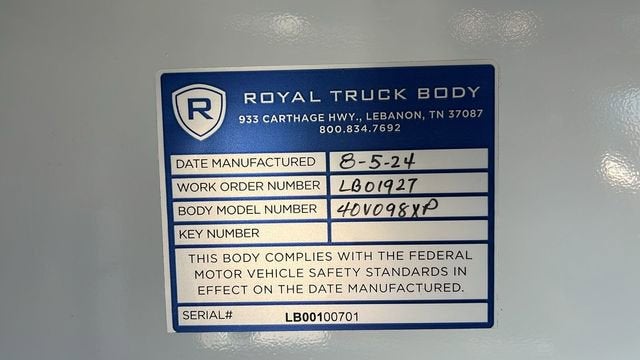 R
ROYAL TRUCK BODY
933 CARTHAGE HWY., LEBANON, TN 37087
800.834.7692
DATE MANUFACTURED 8-5-24
WORK ORDER NUMBER LB01927
BODY MODEL NUMBER 40V098XP
KEY NUMBER
THIS BODY COMPLIES WITH THE FEDERAL
MOTOR VEHICLE SAFETY STANDARDS IN
EFFECT ON THE DATE MANUFACTURED.
SERIAL# LB00100701